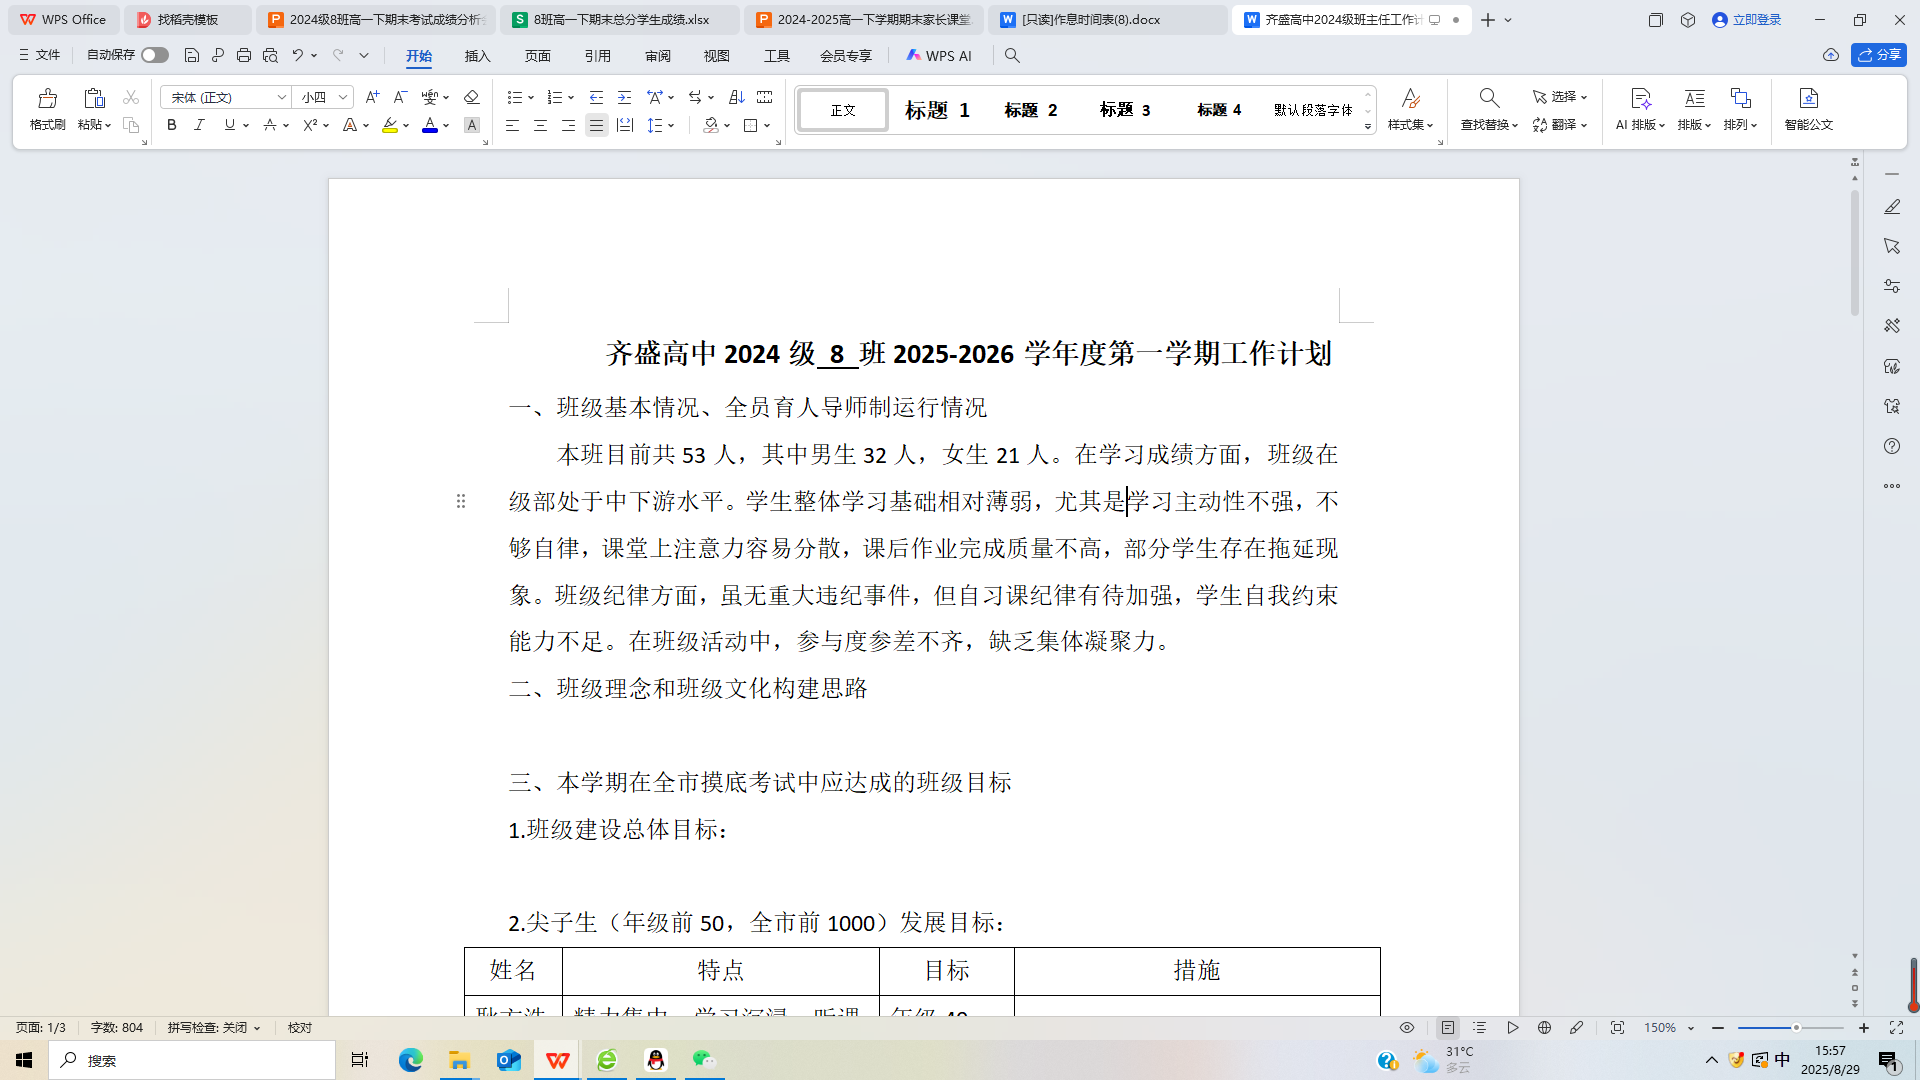 WPS Office 找稻壳模板 2024级8班高一下期末考试成绩分析 8班高一下期末总分学生成绩.xlsx 2024-2025高一下学期期末家长课堂 [只读]作息时间表(8).docx 齐盛高中2024级班主任工作计 立即登录
文件 自动保存 开始 插入 页面 引用 审阅 视图 工具 会员专享 WPS AI 分享
宋体 (正文) 小四 正文 标题 1 标题 2 标题 3 标题 4 默认段落字体 选择
格式刷 粘贴 样式集 查找替换 翻译 AI 排版 排版 排列 智能公文
齐盛高中 2024 级 8 班 2025-2026 学年度第一学期工作计划
一、班级基本情况、全员育人导师制运行情况
本班目前共 53 人，其中男生 32 人，女生 21 人。在学习成绩方面，班级在
级部处于中下游水平。学生整体学习基础相对薄弱，尤其是学习主动性不强，不
够自律，课堂上注意力容易分散，课后作业完成质量不高，部分学生存在拖延现
象。班级纪律方面，虽无重大违纪事件，但自习课纪律有待加强，学生自我约束
能力不足。在班级活动中，参与度参差不齐，缺乏集体凝聚力。
二、班级理念和班级文化构建思路
三、本学期在全市摸底考试中应达成的班级目标
1.班级建设总体目标：
2.尖子生（年级前 50，全市前 1000）发展目标：
姓名 特点 目标 措施
页面: 1/3 字数: 804 拼写检查: 关闭 校对 150%
搜索 31°C 多云 中 15:57 2025/8/29 1